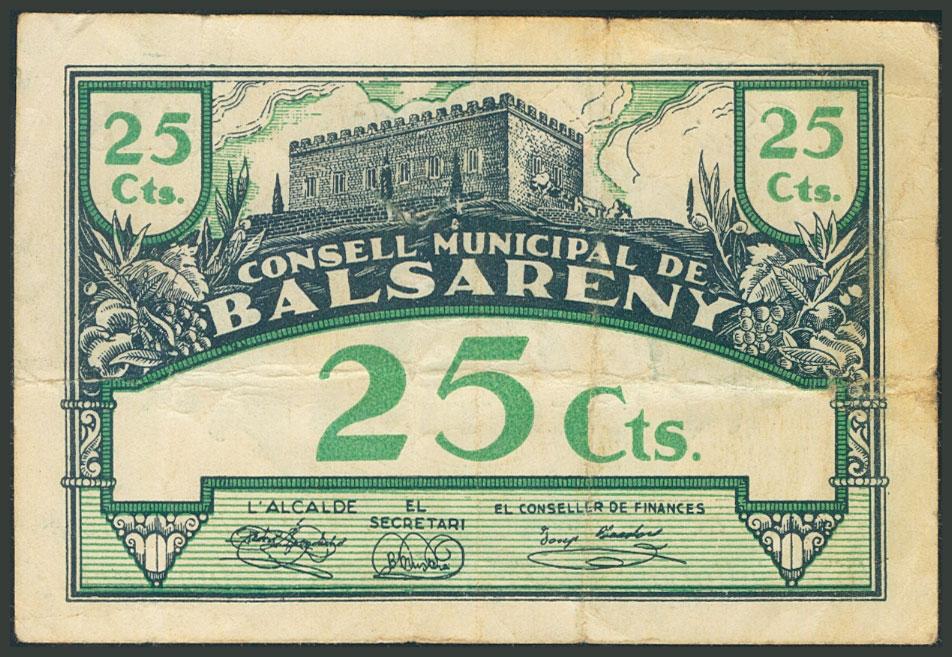 25
Cts.
25
Cts.
CONSELL MUNICIPAL DE
BALSARENY
25 Cts.
L'ALCALDE
EL
SECRETARI
EL CONSELLER DE FINANCES